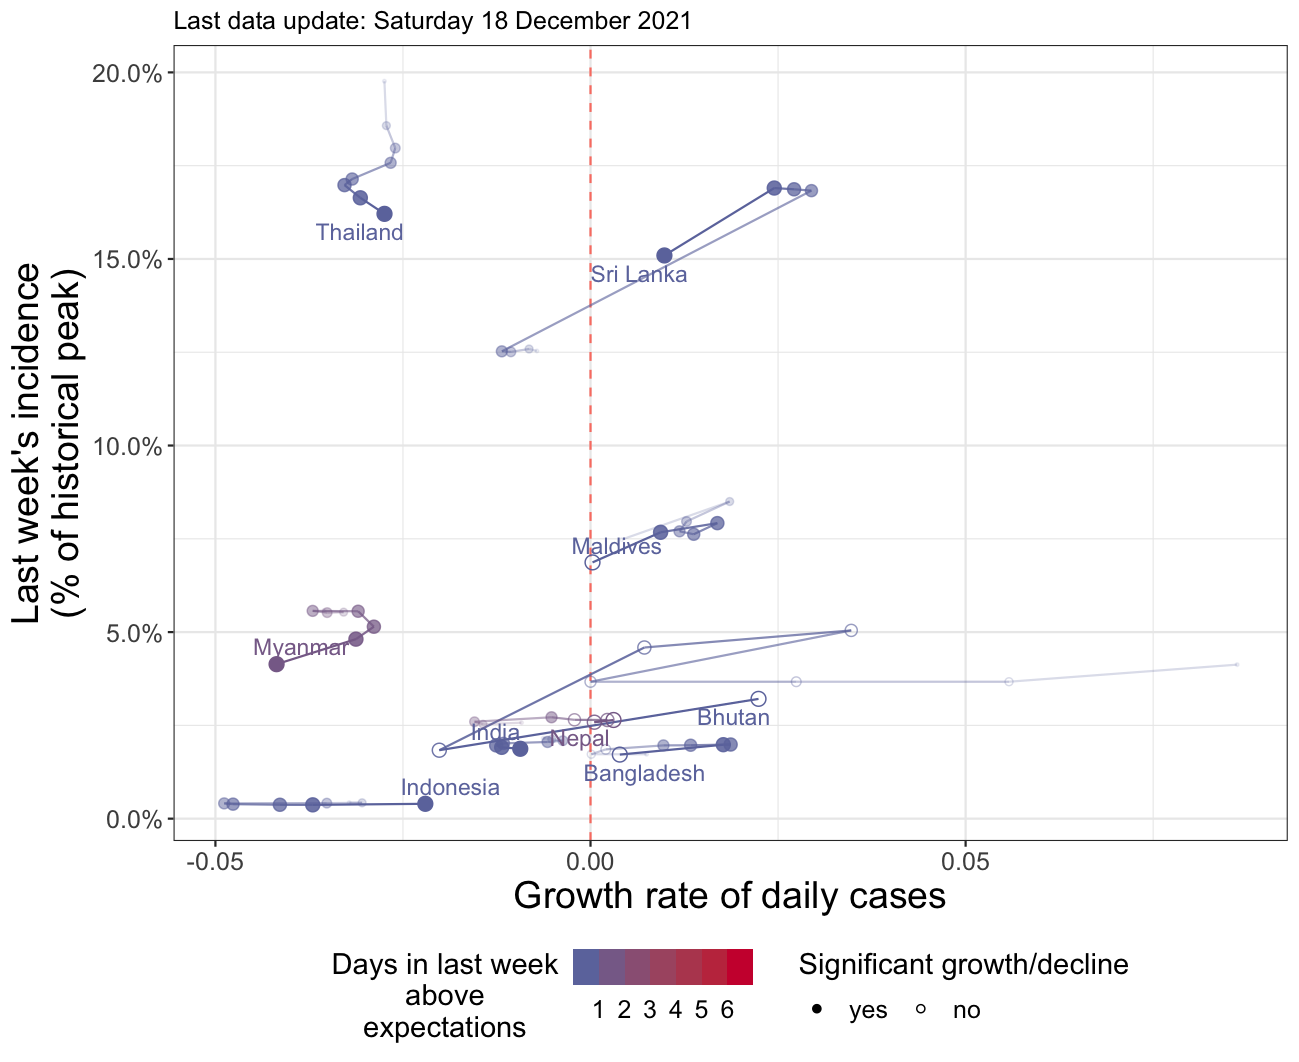 Last data update: Saturday 18 December 2021
20.0%
15.0%
10.0%
5.0%
0.0%
Last week's incidence
(% of historical peak)
Thailand
Sri Lanka
Maldives
Myanmar
Bhutan
India
Nepal
Bangladesh
Indonesia
-0.05
0.00
0.05
Growth rate of daily cases
Days in last week
above
expectations
1 2 3 4 5 6
Significant growth/decline
yes no